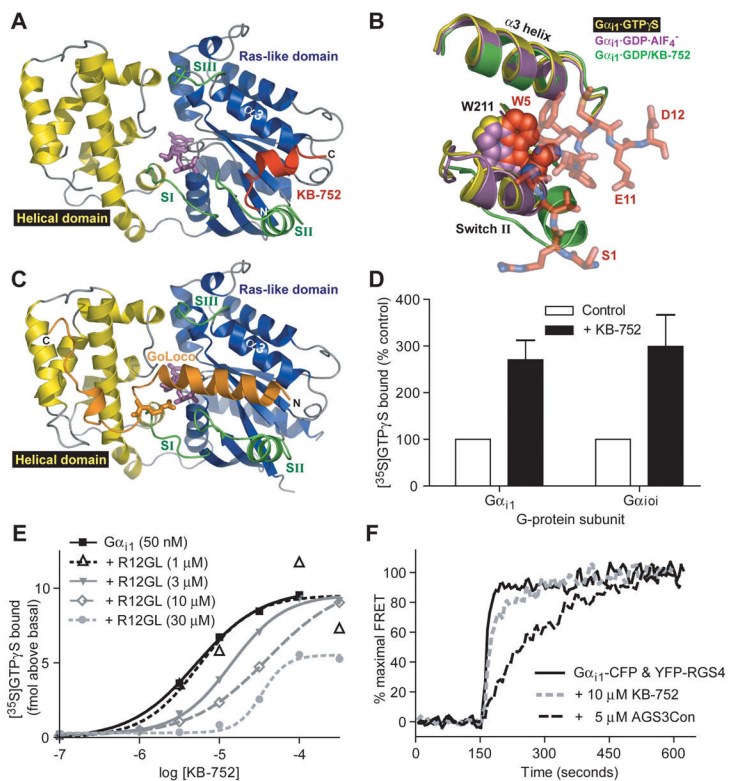 A
Ras-like domain
SIII
α-3
C
KB-752
SI
N
SII
Helical domain
B
Gαi1·GTPγS
Gαi1·GDP·AlF4-
Gαi1·GDP/KB-752
α3 helix
W211
W5
D12
E11
Switch II
S1
C
Ras-like domain
SIII
α-3
C
GoLoco
N
SI
SII
Helical domain
D
Control
+ KB-752
400
300
200
100
0
[35S]GTPγS bound (% control)
Gαi1
Gαioi
G-protein subunit
E
Gαi1 (50 nM)
+ R12GL (1 μM)
+ R12GL (3 μM)
+ R12GL (10 μM)
+ R12GL (30 μM)
10
5
0
[35S]GTPγS bound
(fmol above basal)
-7
-6
-5
-4
log [KB-752]
F
100
80
60
40
20
0
% maximal FRET
Gαi1-CFP & YFP-RGS4
+ 10 μM KB-752
+ 5 μM AGS3Con
0
150
300
450
600
Time (seconds)